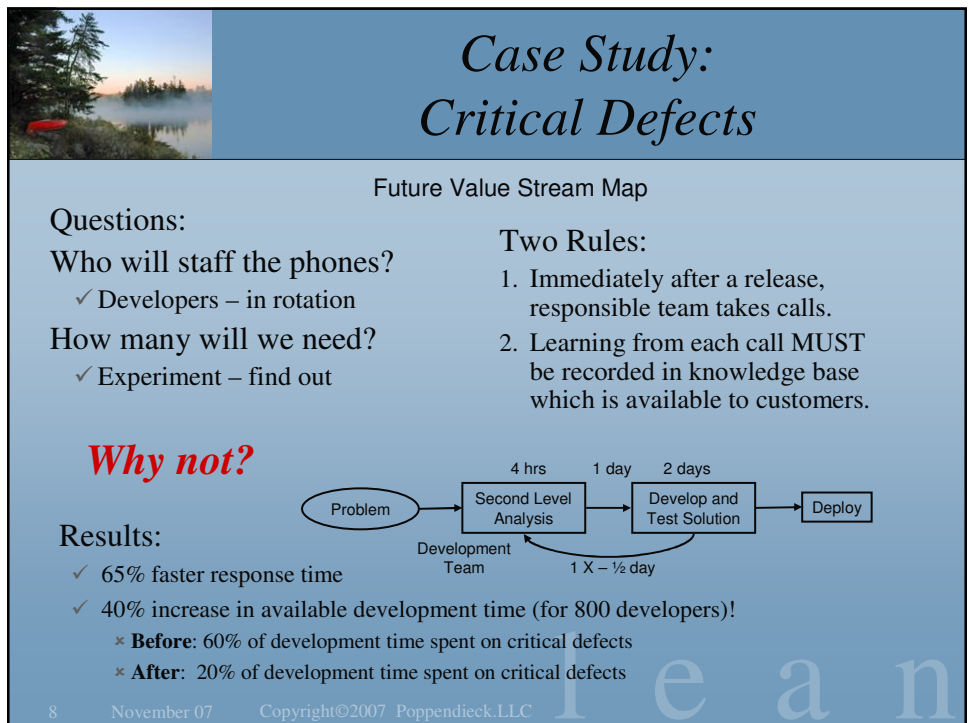 Case Study:
Critical Defects
Future Value Stream Map
Questions:
Who will staff the phones?
✓ Developers – in rotation
How many will we need?
✓ Experiment – find out
Two Rules:
1. Immediately after a release,
responsible team takes calls.
2. Learning from each call MUST
be recorded in knowledge base
which is available to customers.
Why not?
4 hrs
1 day
2 days
Problem
Second Level
Analysis
Develop and
Test Solution
Deploy
Development
Team
1 X – ½ day
Results:
✓ 65% faster response time
✓ 40% increase in available development time (for 800 developers)!
× Before: 60% of development time spent on critical defects
× After: 20% of development time spent on critical defects
lean
8 November 07 Copyright©2007 Poppendieck.LLC